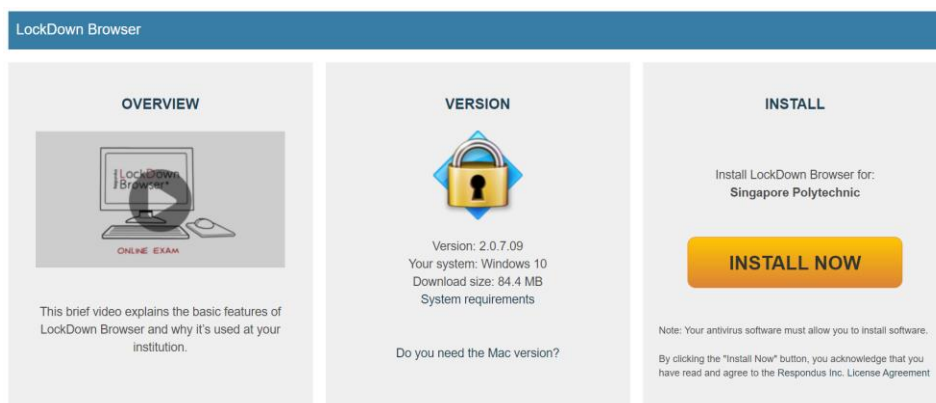 LockDown Browser
OVERVIEW
LockDown
Browser
ONLINE EXAM
This brief video explains the basic features of
LockDown Browser and why it's used at your
institution.
VERSION
Version: 2.0.7.09
Your system: Windows 10
Download size: 84.4 MB
System requirements
Do you need the Mac version?
INSTALL
Install LockDown Browser for:
Singapore Polytechnic
INSTALL NOW
Note: Your antivirus software must allow you to install software.
By clicking the "Install Now" button, you acknowledge that you
have read and agree to the Respondus Inc. License Agreement